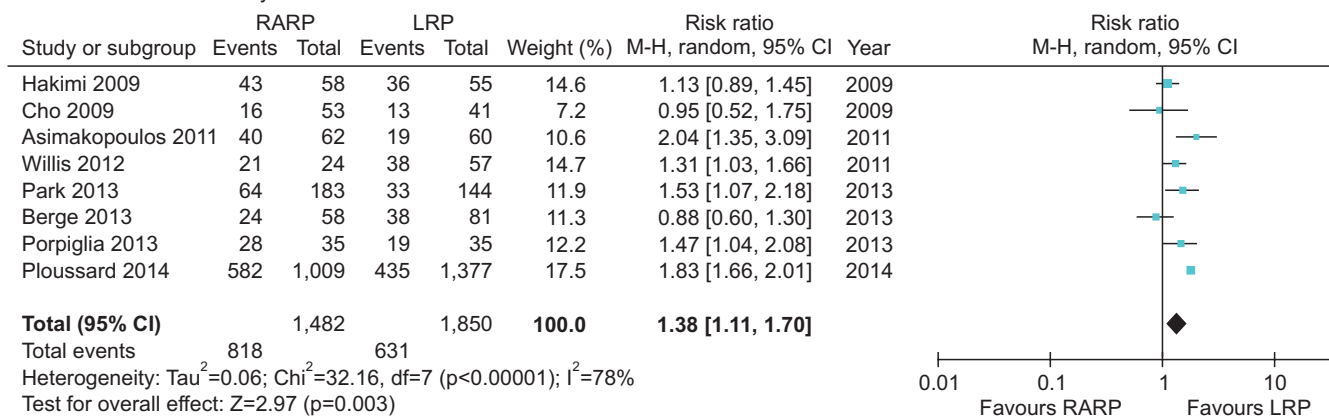 RARP LRP Risk ratio Risk ratio
Study or subgroup Events Total Events Total Weight (%) M-H, random, 95% CI Year M-H, random, 95% CI
Hakimi 2009 43 58 36 55 14.6 1.13 [0.89, 1.45] 2009
Cho 2009 16 53 13 41 7.2 0.95 [0.52, 1.75] 2009
Asimakopoulos 2011 40 62 19 60 10.6 2.04 [1.35, 3.09] 2011
Willis 2012 21 24 38 57 14.7 1.31 [1.03, 1.66] 2011
Park 2013 64 183 33 144 11.9 1.53 [1.07, 2.18] 2013
Berge 2013 24 58 38 81 11.3 0.88 [0.60, 1.30] 2013
Porpiglia 2013 28 35 19 35 12.2 1.47 [1.04, 2.08] 2013
Ploussard 2014 582 1,009 435 1,377 17.5 1.83 [1.66, 2.01] 2014
Total (95% CI) 1,482 1,850 100.0 1.38 [1.11, 1.70]
Total events 818 631
Heterogeneity: Tau²=0.06; Chi²=32.16, df=7 (p<0.00001); I²=78%
Test for overall effect: Z=2.97 (p=0.003)
0.01 0.1 1 10
Favours RARP Favours LRP